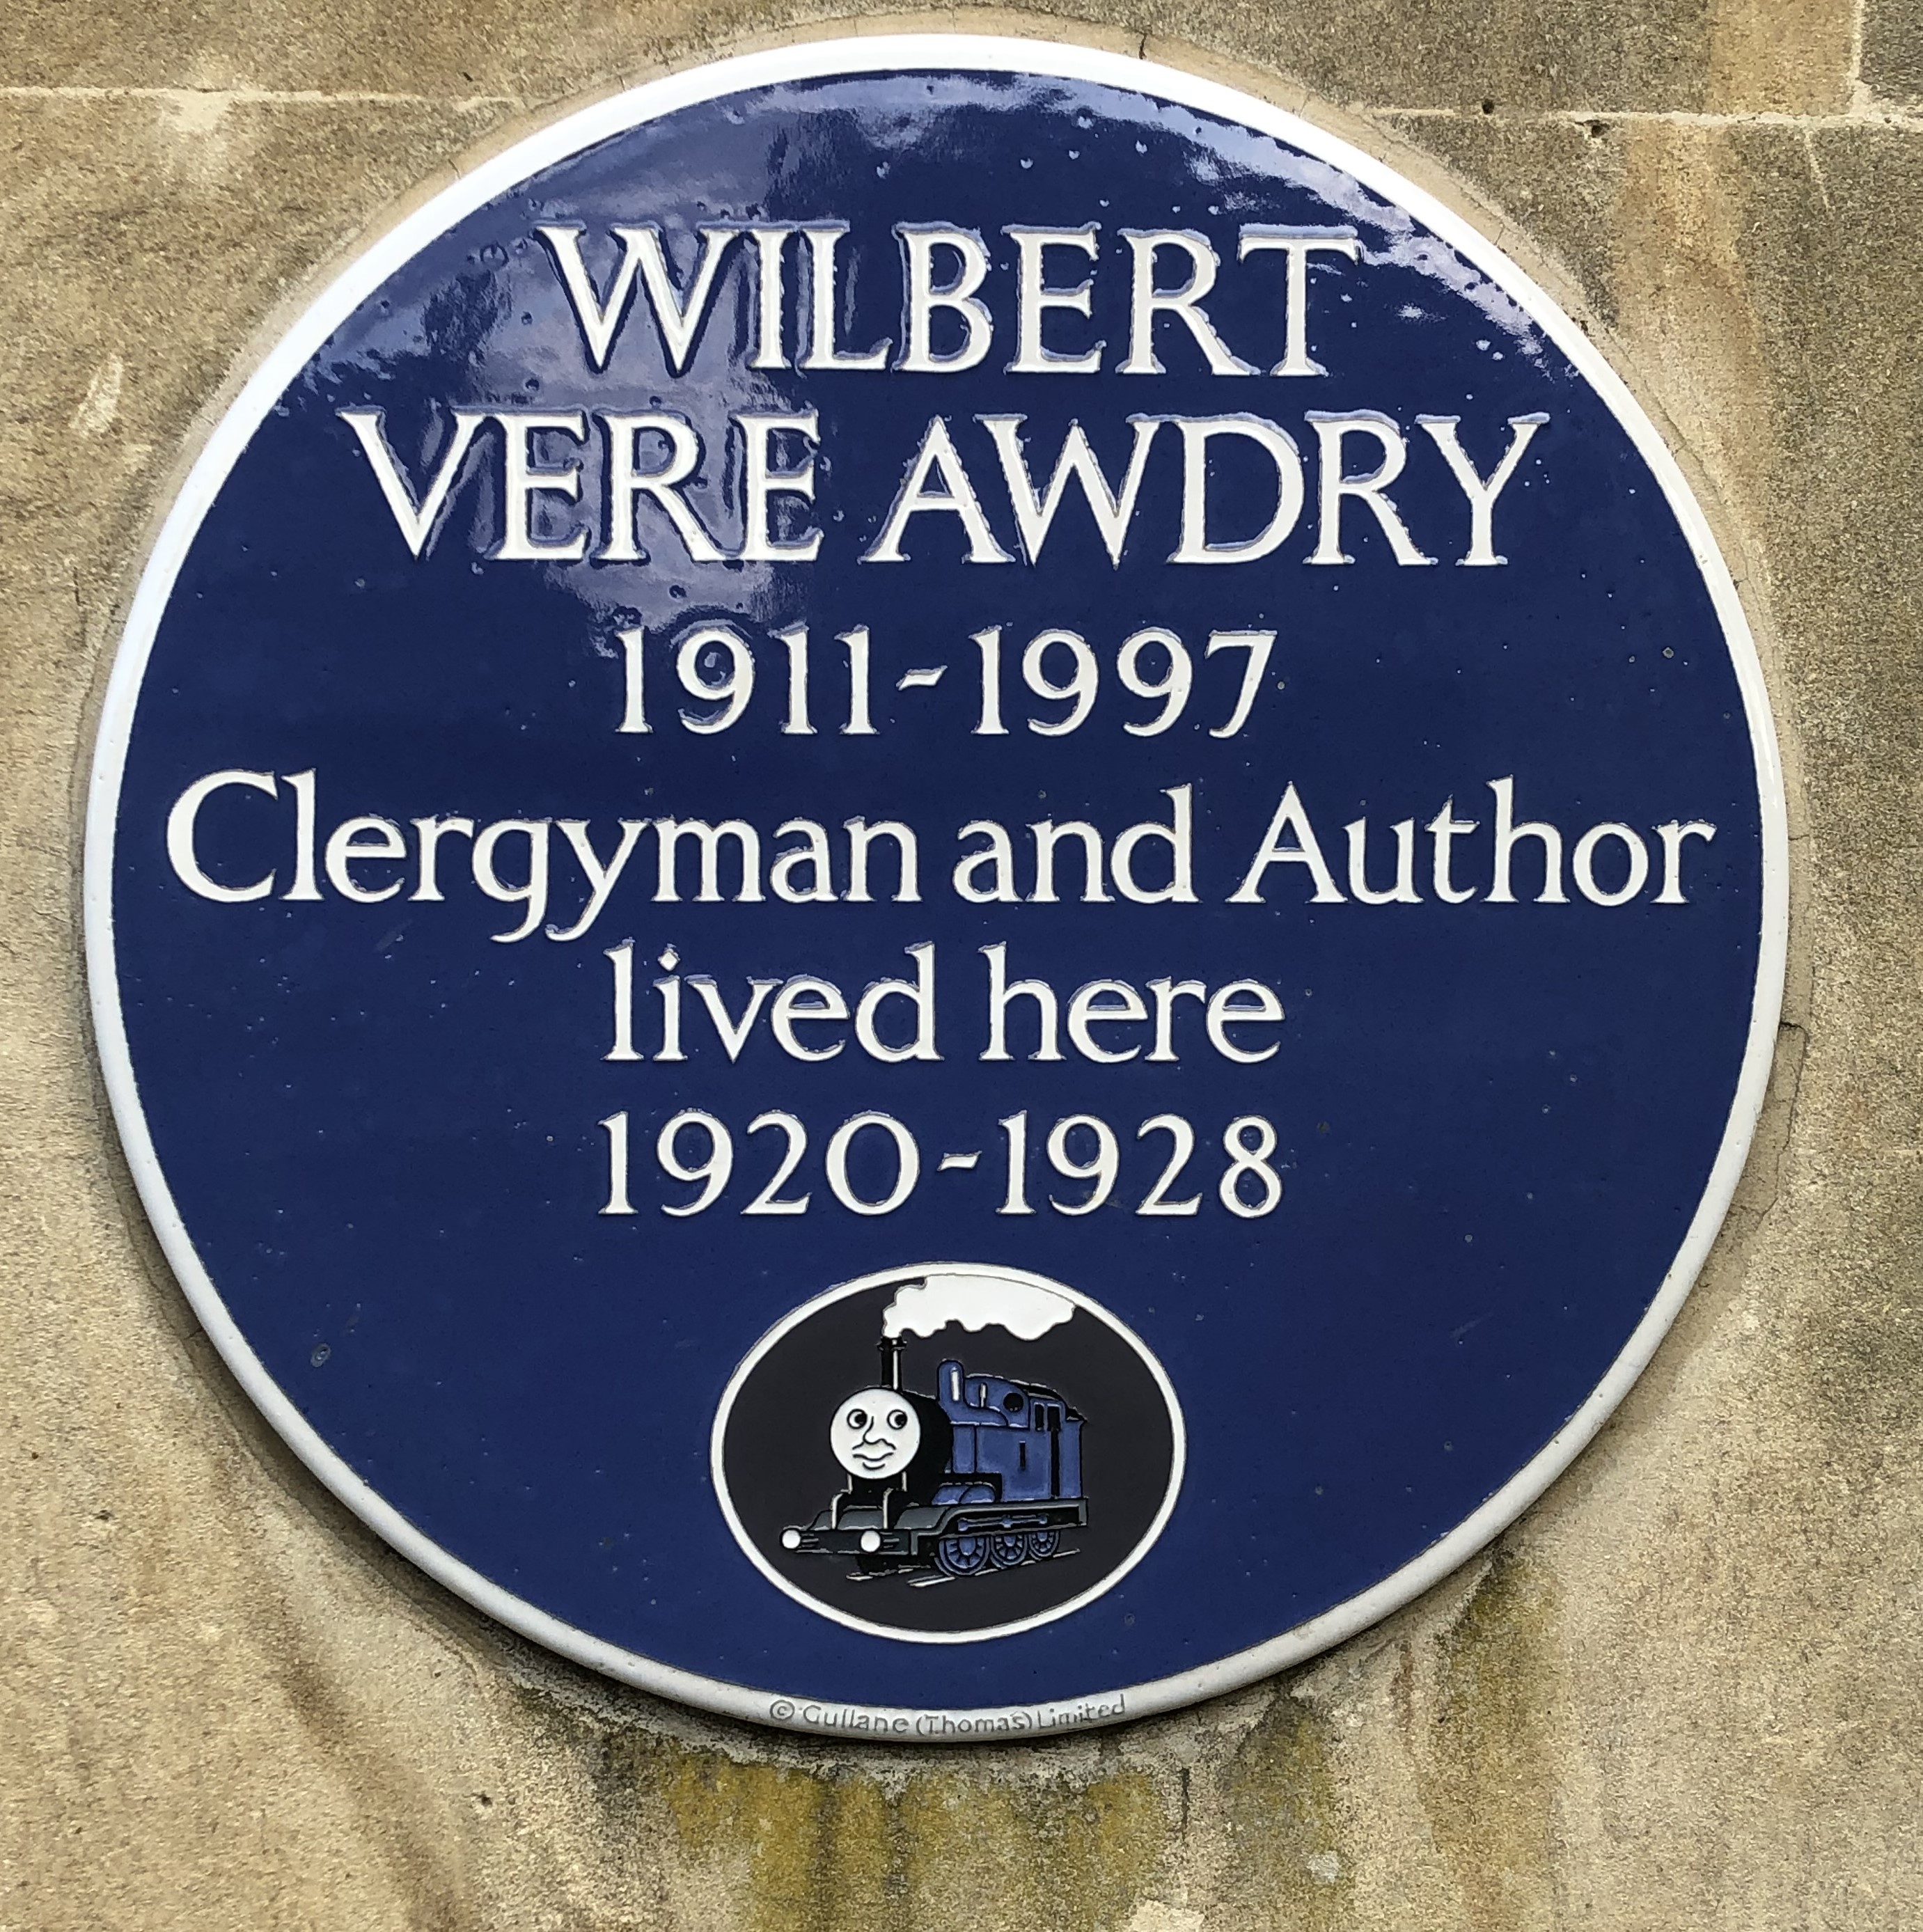 WILBERT
VERE AWDRY
1911-1997
Clergyman and Author
lived here
1920-1928
© Gullane (Thomas) Limited